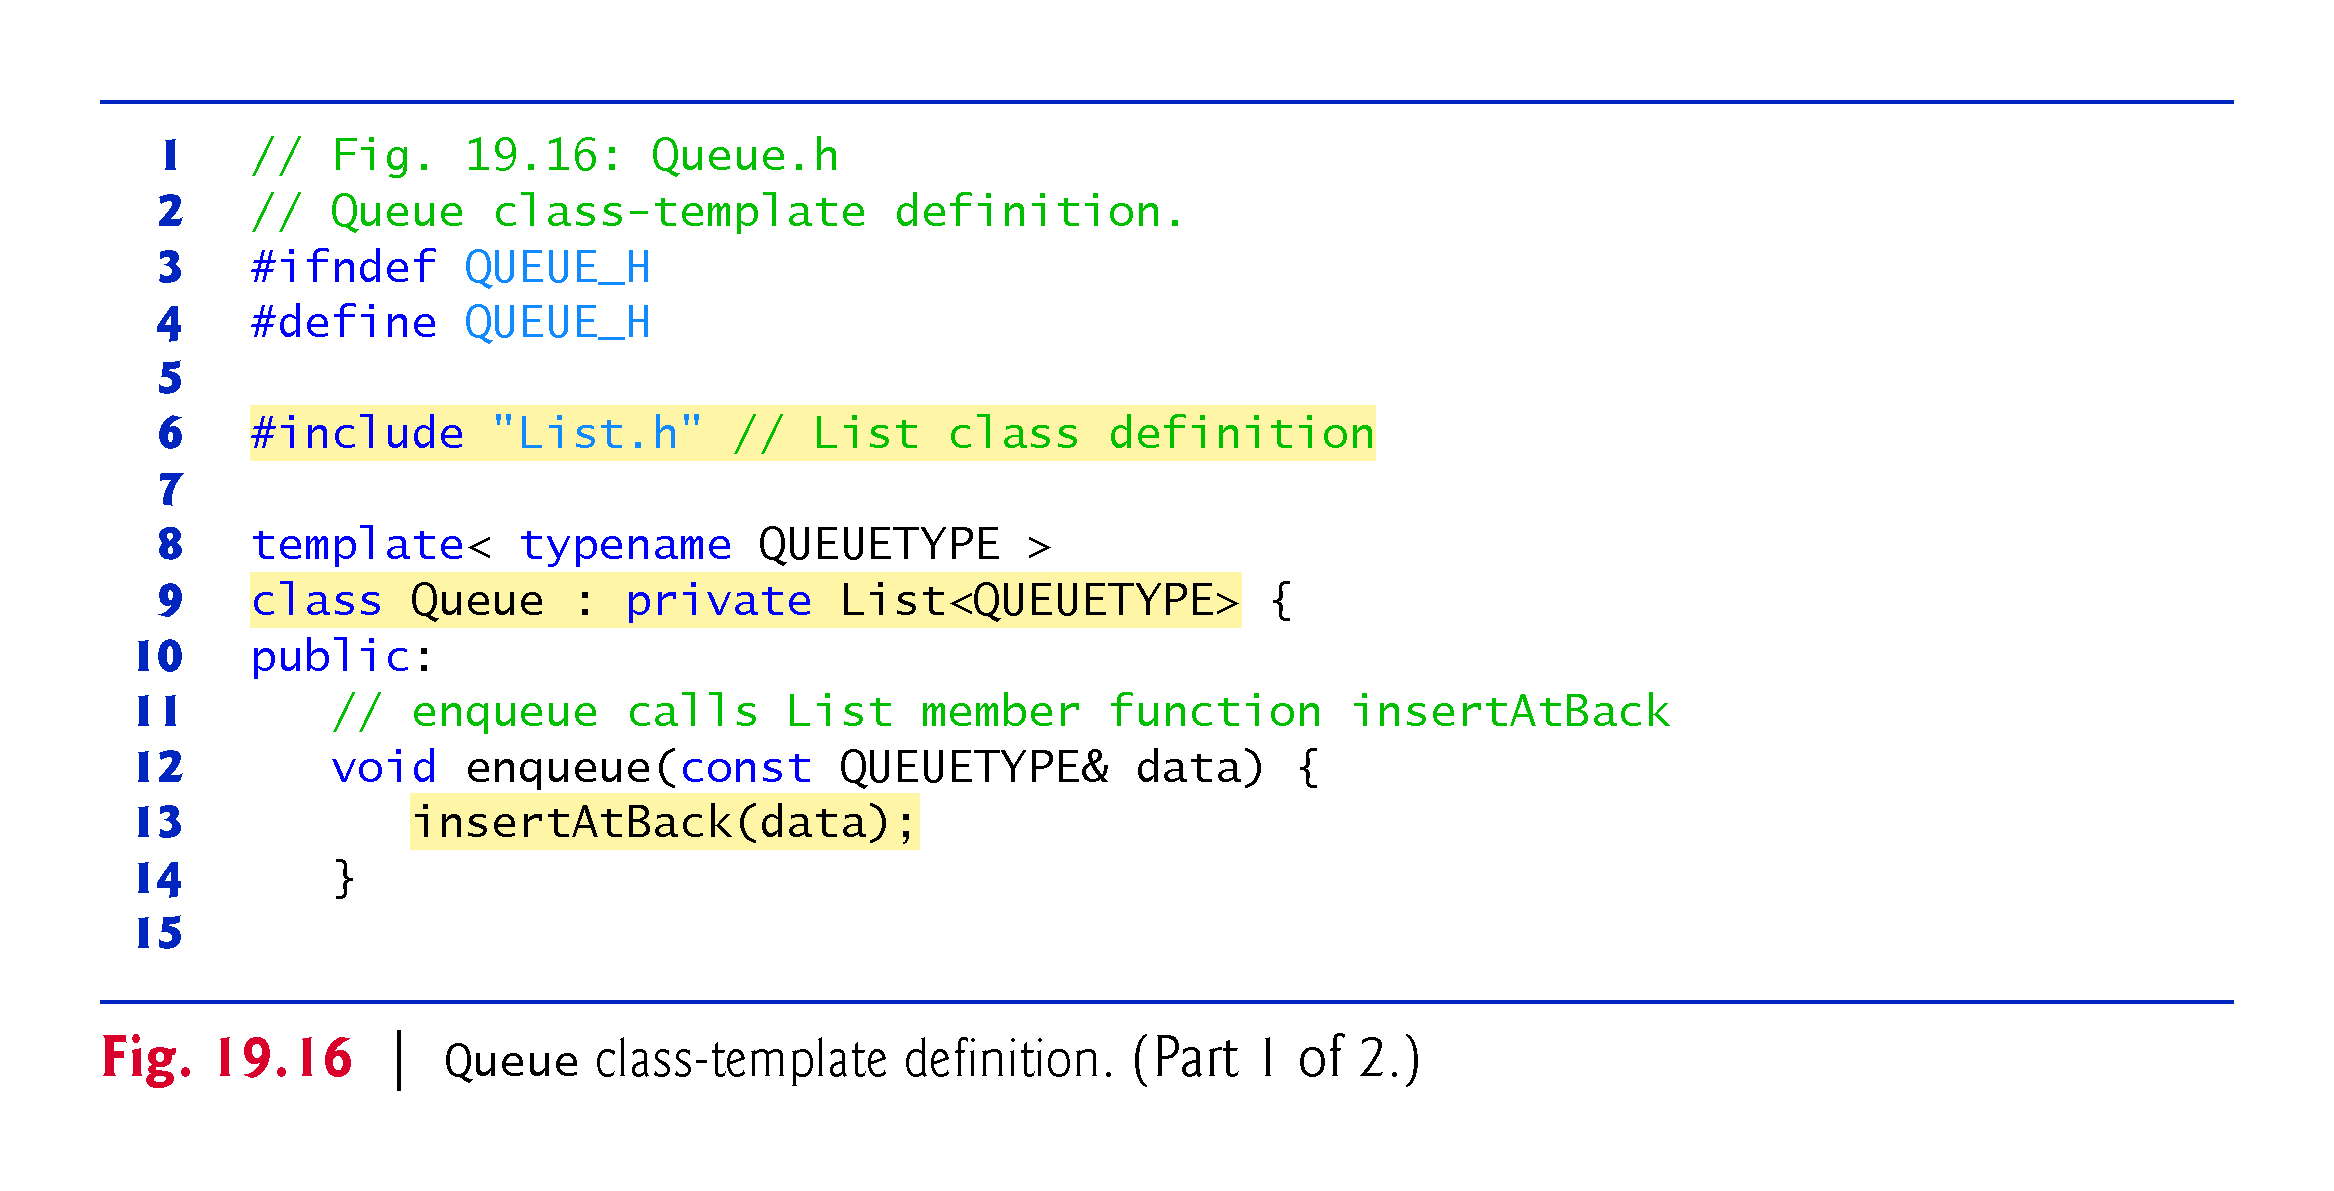 1 // Fig. 19.16: Queue.h
2 // Queue class-template definition.
3 #ifndef QUEUE_H
4 #define QUEUE_H
5
6 #include "List.h" // List class definition
7
8 template< typename QUEUETYPE >
9 class Queue : private List<QUEUETYPE> {
10 public:
11 // enqueue calls List member function insertAtBack
12 void enqueue(const QUEUETYPE& data) {
13 insertAtBack(data);
14 }
15
Fig. 19.16 | Queue class-template definition. (Part 1 of 2.)